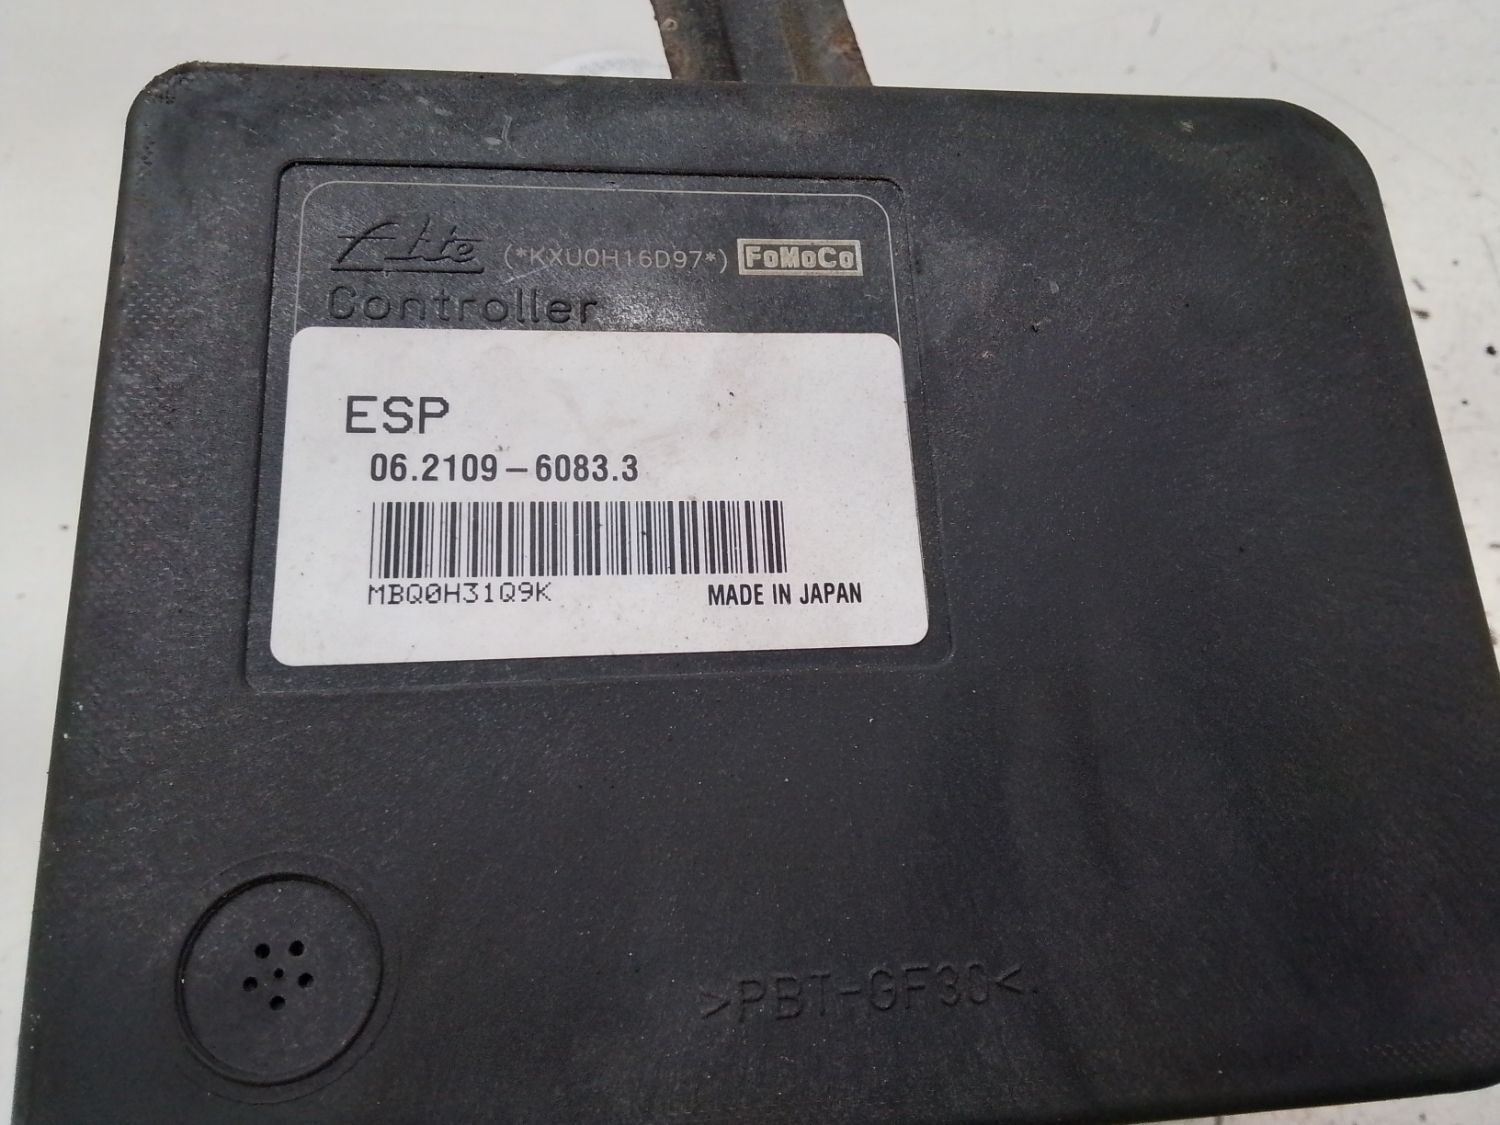 Ate (*KXU0H16D97*) FoMoCo
Controller
ESP
06.2109-6083.3
MBQ0H31Q9K MADE IN JAPAN
>PBT-GF30<